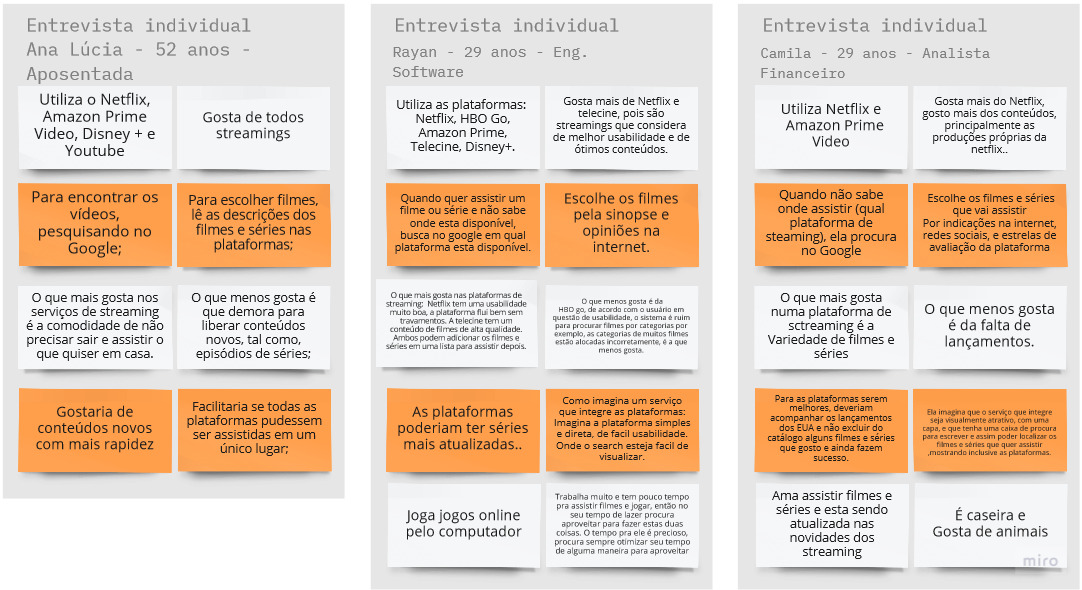 Entrevista individual
Ana Lúcia - 52 anos -
Aposentada
Utiliza o Netflix,
Amazon Prime
Video, Disney + e
Youtube
Gosta de todos
streamings
Para encontrar os
vídeos,
pesquisando no
Google;
Para escolher filmes,
lê as descrições dos
filmes e séries nas
plataformas;
O que mais gosta nos
serviços de streaming
é a comodidade de não
precisar sair e assistir o
que quiser em casa.
O que menos gosta é
que demora para
liberar conteúdos
novos, tal como,
episódios de séries;
Gostaria de
conteúdos novos
com mais rapidez
Facilitaria se todas as
plataformas pudessem
ser assistidas em um
único lugar;
Entrevista individual
Rayan - 29 anos - Eng.
Software
Utiliza as plataformas:
Netflix, HBO Go,
Amazon Prime,
Telecine, Disney+.
Gosta mais de Netflix e
telecine, pois são
streamings que considera
de melhor usabilidade e de
ótimos conteúdos.
Quando quer assistir um
filme ou série e não sabe
onde esta disponível,
busca no google em qual
plataforma esta disponível.
Escolhe os filmes
pela sinopse e
opiniões na
internet.
O que mais gosta nas plataformas de
streaming: Netflix tem uma usabilidade
muito boa, a plataforma flui bem sem
travamentos. A telecine tem um
conteúdo de filmes de alta qualidade.
Ambos podem adicionar os filmes e
séries em uma lista para assistir depois.
O que menos gosta é da
HBO go, de acordo com o usuário em
questão de usabilidade, o sistema é ruim
para procurar filmes por categorias por
exemplo, as categorias de muitos filmes
estão alocadas incorretamente, é a que
menos gosta.
As plataformas
poderiam ter séries
mais atualizadas..
Como imagina um serviço
que integre as plataformas:
Imagina a plataforma simples
e direta, de facil usabilidade.
Onde o search esteja facil de
visualizar.
Joga jogos online
pelo computador
Trabalha muito e tem pouco tempo
pra assistir filmes e jogar, então no
seu tempo de lazer procura
aproveitar para fazer estas duas
coisas. O tempo pra ele é precioso,
procura sempre otimizar seu tempo
de alguma maneira para aproveitar
Entrevista individual
Camila - 29 anos - Analista
Financeiro
Utiliza Netflix e
Amazon Prime
Video
Gosta mais do Netflix,
gosto mais dos conteúdos,
principalmente as
produções próprias da
netflix..
Quando não sabe
onde assistir (qual
plataforma de
steaming), ela procura
no Google
Escolhe os filmes e séries
que vai assistir
Por indicações na internet,
redes sociais, e estrelas de
avaliação da plataforma
O que mais gosta
numa plataforma de
sctreaming é a
Variedade de filmes e
séries
O que menos gosta
é da falta de
lançamentos.
Para as plataformas serem
melhores, deveriam
acompanhar os lançamentos
dos EUA e não excluir do
catálogo alguns filmes e séries
que gosto e ainda fazem
sucesso.
Ela imagina que o serviço que integre
seja visualmente atrativo, com uma
capa, e que tenha uma caixa de procura
para escrever e assim poder localizar os
filmes e séries que quer assistir
,mostrando inclusive as plataformas.
Ama assistir filmes e
séries e esta sendo
atualizada nas
novidades dos
streaming
É caseira e
Gosta de animais
miro